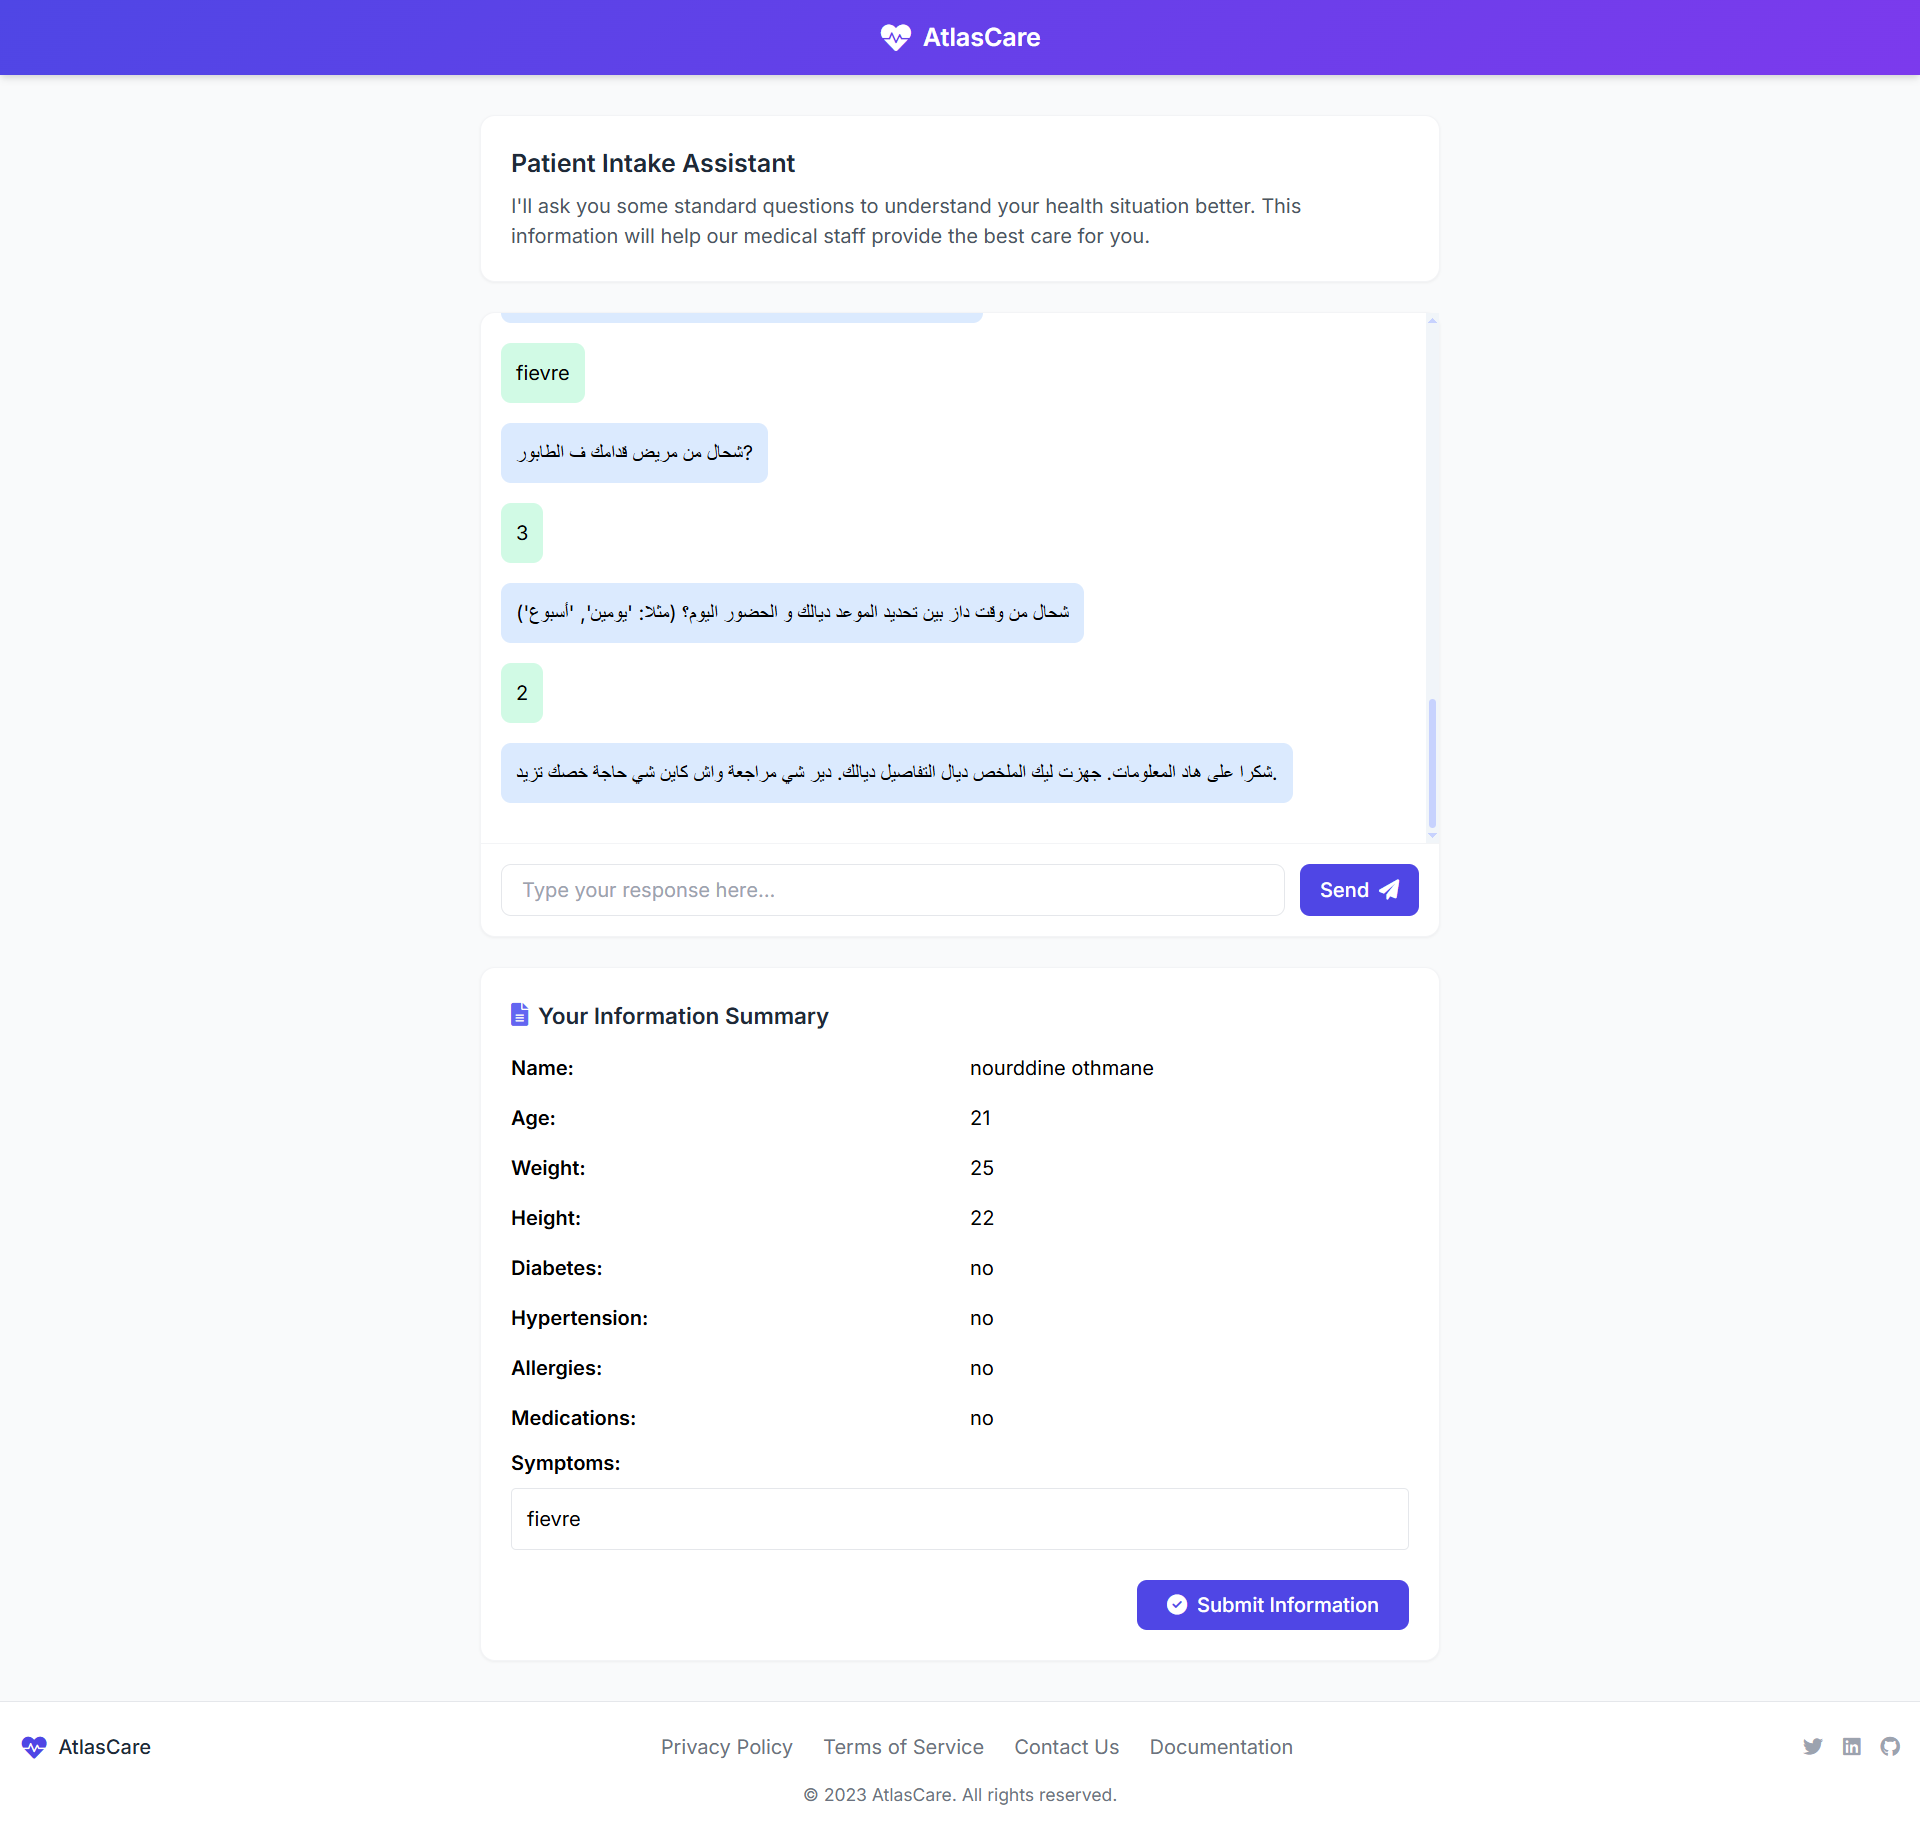 AtlasCare
Patient Intake Assistant
I'll ask you some standard questions to understand your health situation better. This
information will help our medical staff provide the best care for you.
fievre
شحال من مريض قدامك ف الطابور?
3
شحال من وقت داز بين تحديد الموعد ديالك و الحضور اليوم؟ (مثلا: 'يومين', 'أسبوع')
2
شكرا على هاد المعلومات. جهزت ليك الملخص ديال التفاصيل ديالك. دير شي مراجعة واش كاين شي حاجة خصك تزيد.
Type your response here...
Send
Your Information Summary
Name: nourddine othmane
Age: 21
Weight: 25
Height: 22
Diabetes: no
Hypertension: no
Allergies: no
Medications: no
Symptoms:
fievre
Submit Information
AtlasCare
Privacy Policy Terms of Service Contact Us Documentation
© 2023 AtlasCare. All rights reserved.